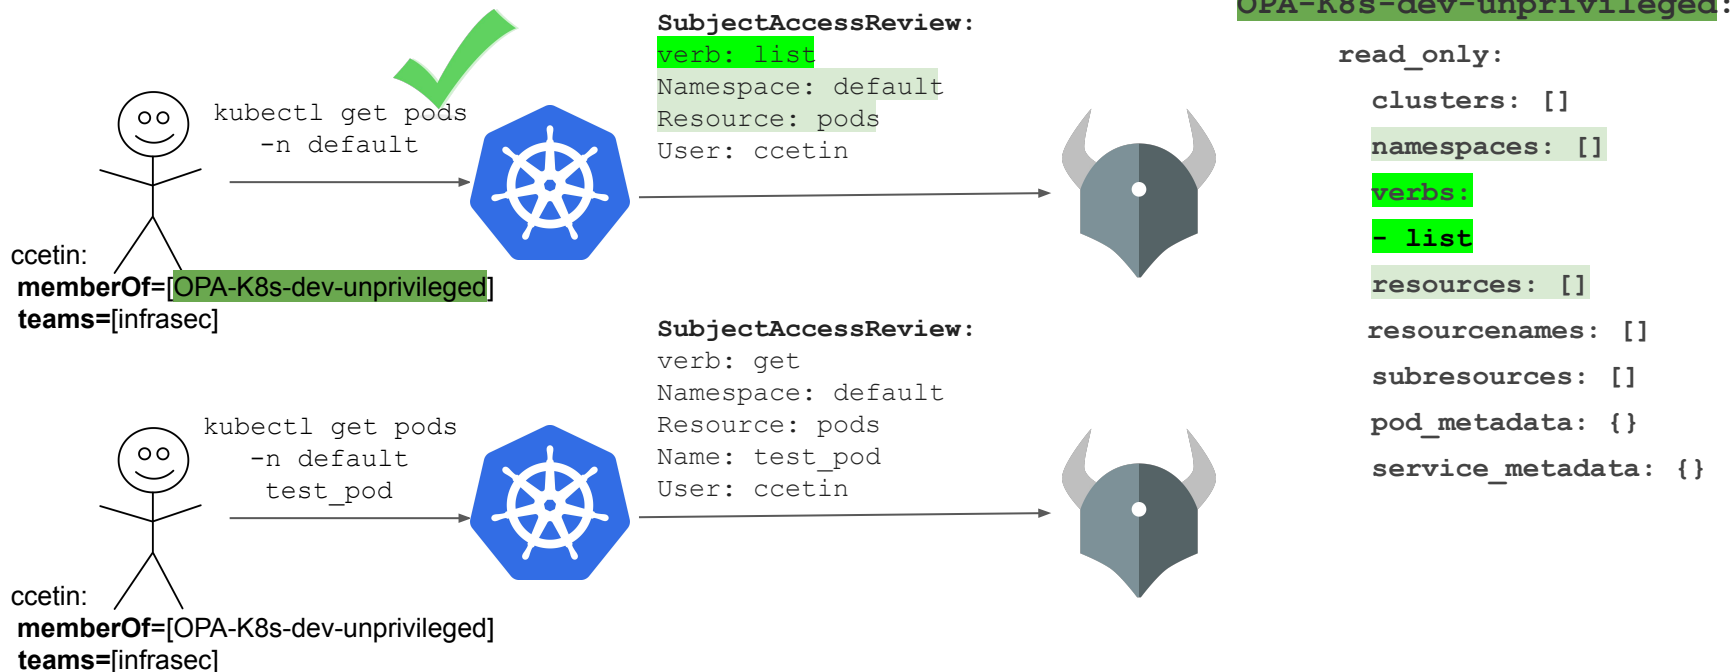 kubectl get pods
-n default
ccetin:
memberOf=[OPA-K8s-dev-unprivileged]
teams=[infrasec]
SubjectAccessReview:
verb: list
Namespace: default
Resource: pods
User: ccetin
kubectl get pods
-n default
test_pod
ccetin:
memberOf=[OPA-K8s-dev-unprivileged]
teams=[infrasec]
SubjectAccessReview:
verb: get
Namespace: default
Resource: pods
Name: test_pod
User: ccetin
OPA-K8s-dev-unprivileged:
read_only:
clusters: []
namespaces: []
verbs:
- list
resources: []
resourcenames: []
subresources: []
pod_metadata: {}
service_metadata: {}